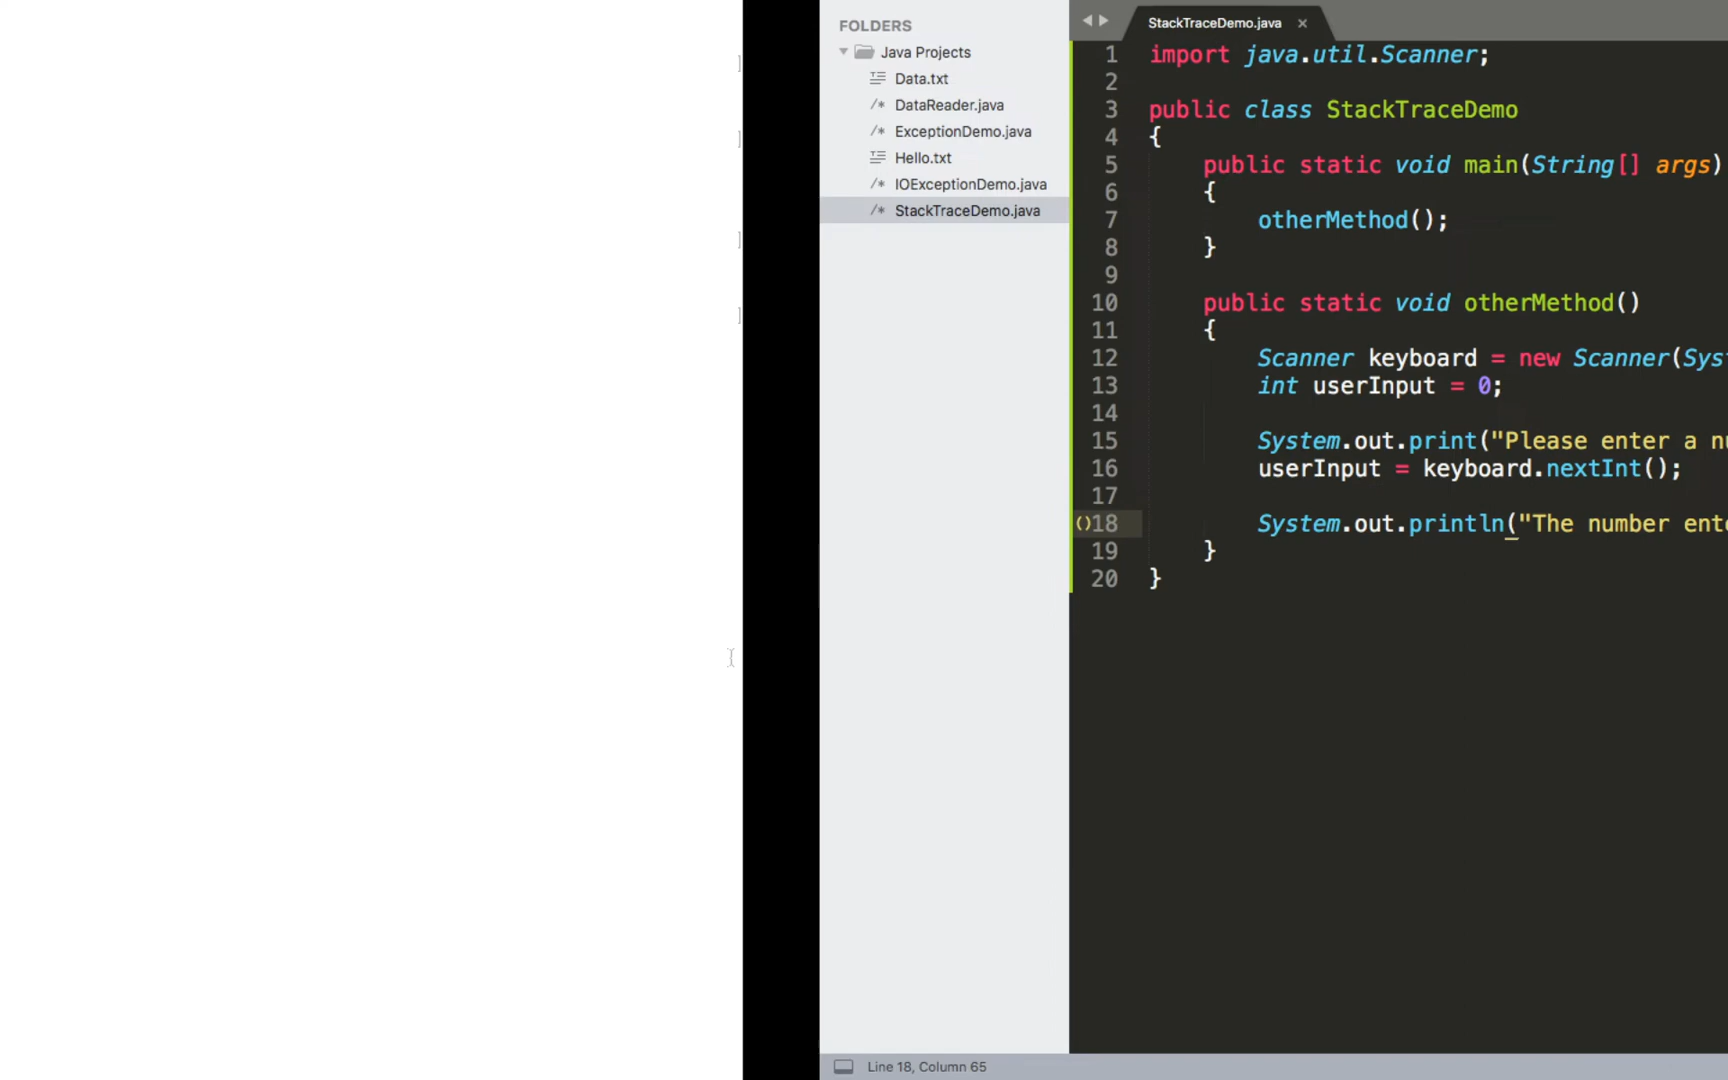 FOLDERS
Java Projects
Data.txt
/* DataReader.java
/* ExceptionDemo.java
Hello.txt
/* IOExceptionDemo.java
/* StackTraceDemo.java
StackTraceDemo.java ×
1 import java.util.Scanner;
2
3 public class StackTraceDemo
4 {
5 public static void main(String[] args)
6 {
7 otherMethod();
8 }
9
10 public static void otherMethod()
11 {
12 Scanner keyboard = new Scanner(Sys
13 int userInput = 0;
14
15 System.out.print("Please enter a nu
16 userInput = keyboard.nextInt();
17
()18 System.out.println("The number ente
19 }
20 }
Line 18, Column 65